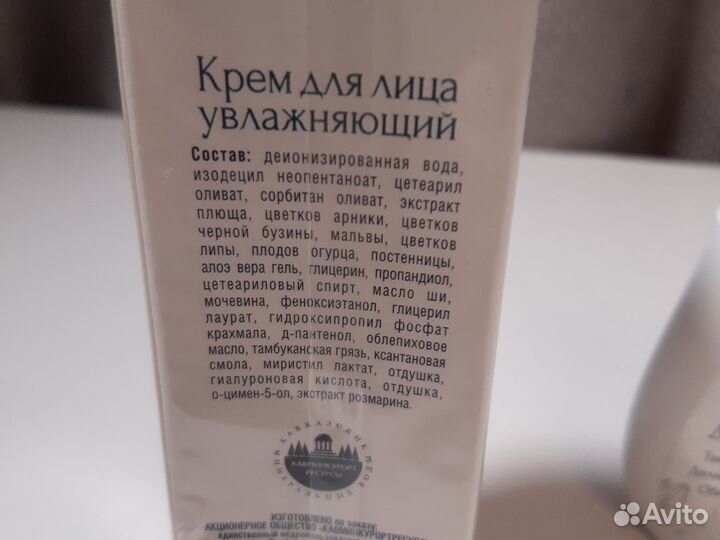 Крем для лица
увлажняющий
Состав: деионизированная вода,
изодецил неопентаноат, цетеарил
оливат, сорбитан оливат, экстракт
плюща, цветков арники, цветков
черной бузины, мальвы, цветков
липы, плодов огурца, постенницы,
алоэ вера гель, глицерин, пропандиол,
цетеариловый спирт, масло ши,
мочевина, феноксиэтанол, глицерил
лаурат, гидроксипропил фосфат
крахмала, д-пантенол, облепиховое
масло, тамбуканская грязь, ксантановая
смола, миристил лактат, отдушка,
гиалуроновая кислота, отдушка,
о-цимен-5-ол, экстракт розмарина.
КАВКАЗСКИЕ
КАВМИНКУРОРТ
РЕСУРСЫ
МИНЕРАЛЬНЫХ ВОД
ИЗГОТОВЛЕНО по заказу:
АКЦИОНЕРНОЕ ОБЩЕСТВО «КАВМИНКУРОРТРЕСУРСЫ
Avito